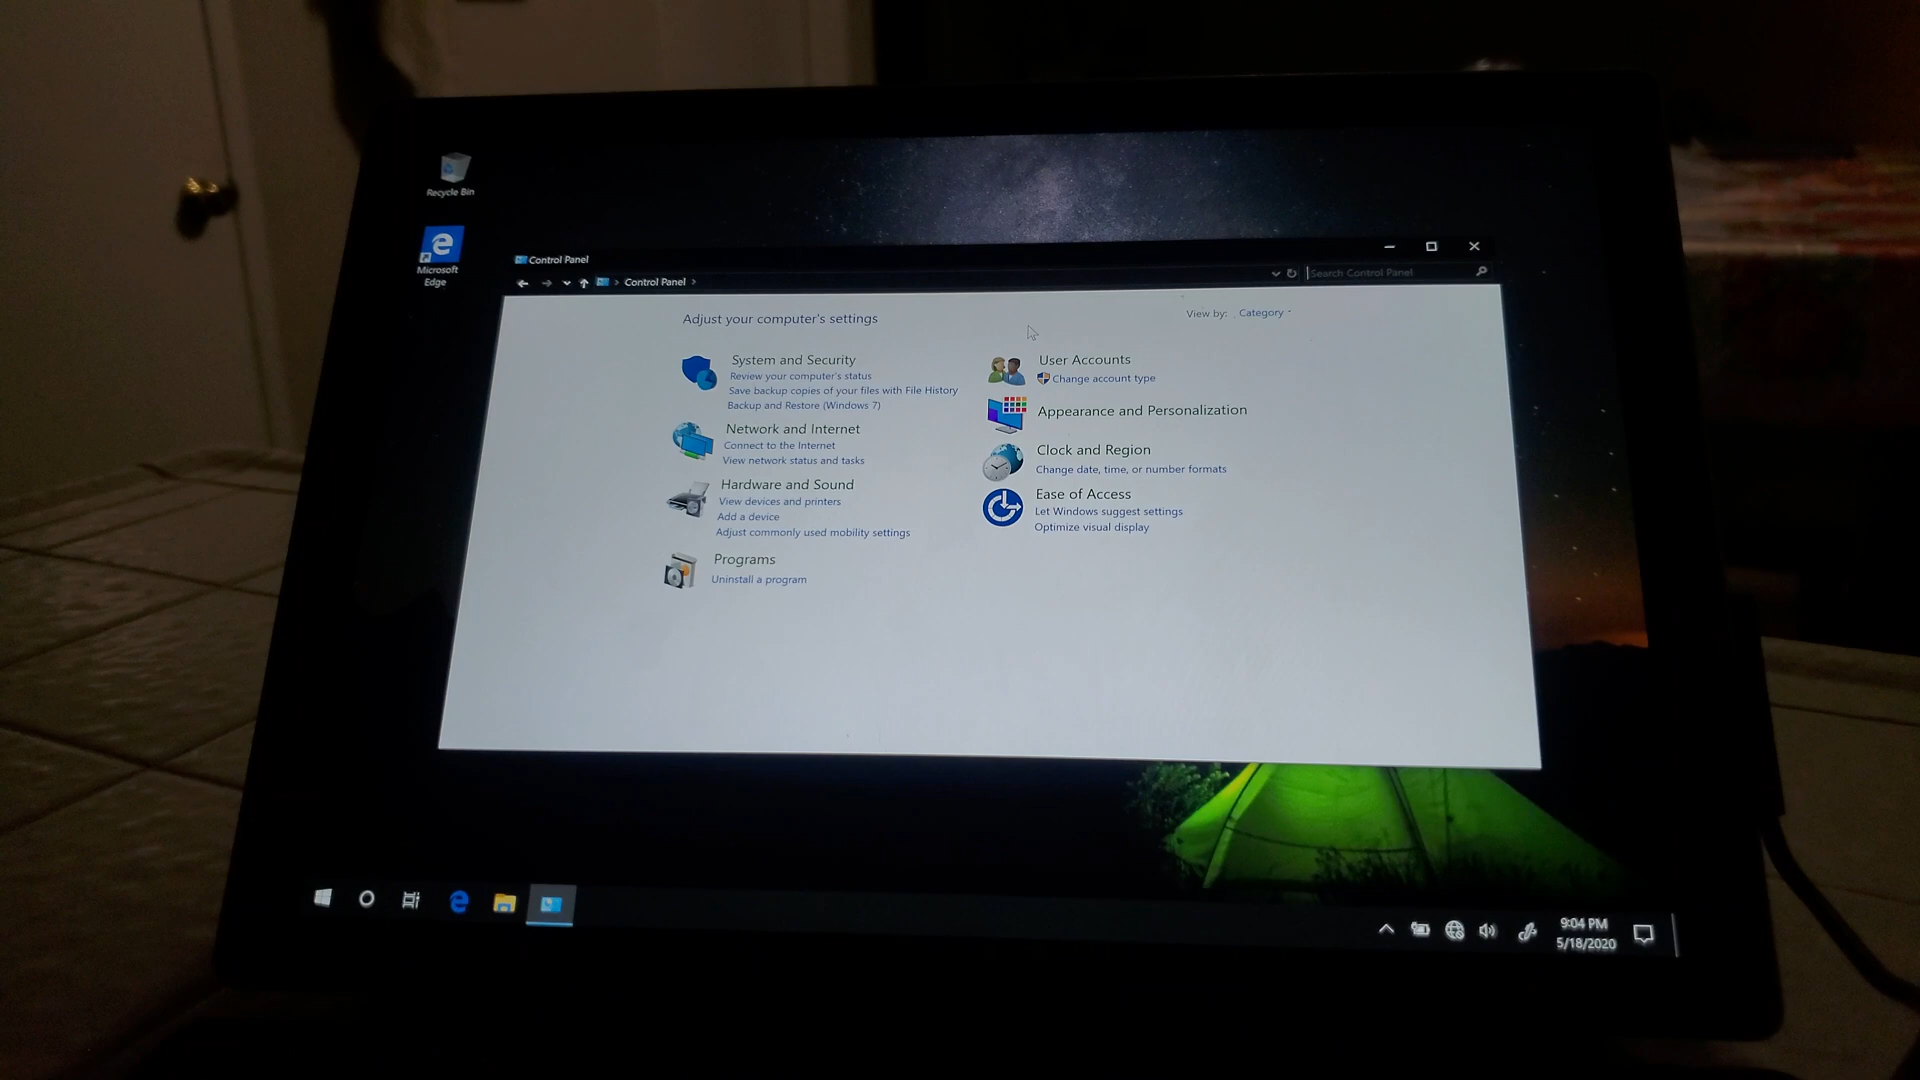 Recycle Bin
Microsoft
Edge
Control Panel
Control Panel
Search Control Panel
Adjust your computer's settings
View by: Category
System and Security
Review your computer's status
Save backup copies of your files with File History
Backup and Restore (Windows 7)
Network and Internet
Connect to the Internet
View network status and tasks
Hardware and Sound
View devices and printers
Add a device
Adjust commonly used mobility settings
Programs
Uninstall a program
User Accounts
Change account type
Appearance and Personalization
Clock and Region
Change date, time, or number formats
Ease of Access
Let Windows suggest settings
Optimize visual display
9:04 PM
5/18/2020